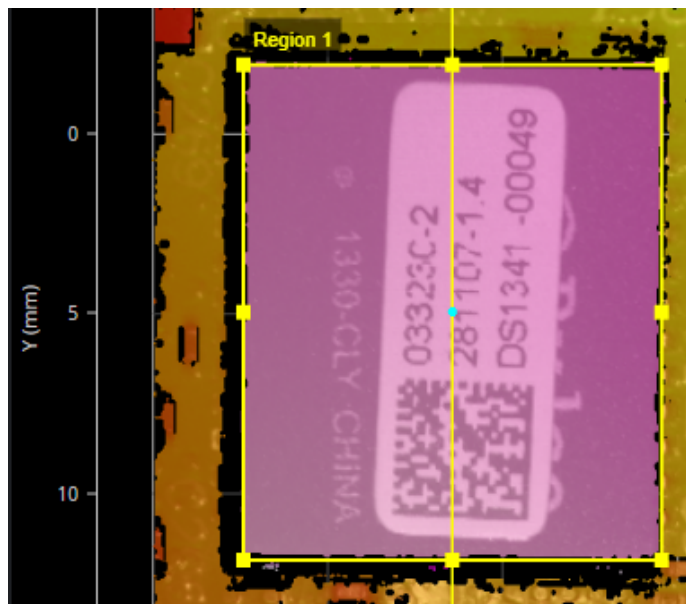 Region 1
0
5
10
Y (mm)
03323C-2
281107-1.4
DS1341 -00049
1330-CLY CHINA